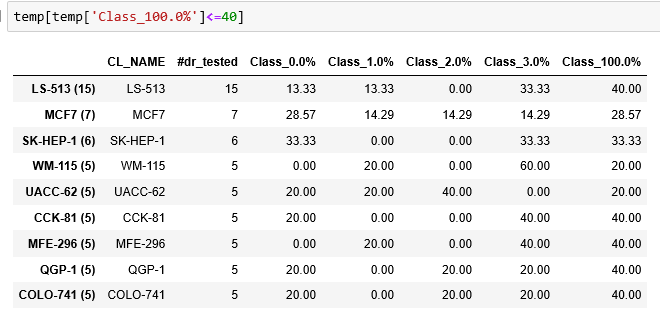 temp[temp['Class_100.0%']<=40]
CL_NAME #dr_tested Class_0.0% Class_1.0% Class_2.0% Class_3.0% Class_100.0%
LS-513 (15) LS-513 15 13.33 13.33 0.00 33.33 40.00
MCF7 (7) MCF7 7 28.57 14.29 14.29 14.29 28.57
SK-HEP-1 (6) SK-HEP-1 6 33.33 0.00 0.00 33.33 33.33
WM-115 (5) WM-115 5 0.00 20.00 0.00 60.00 20.00
UACC-62 (5) UACC-62 5 20.00 20.00 40.00 0.00 20.00
CCK-81 (5) CCK-81 5 20.00 0.00 0.00 40.00 40.00
MFE-296 (5) MFE-296 5 0.00 20.00 0.00 40.00 40.00
QGP-1 (5) QGP-1 5 20.00 0.00 20.00 20.00 40.00
COLO-741 (5) COLO-741 5 20.00 0.00 20.00 20.00 40.00